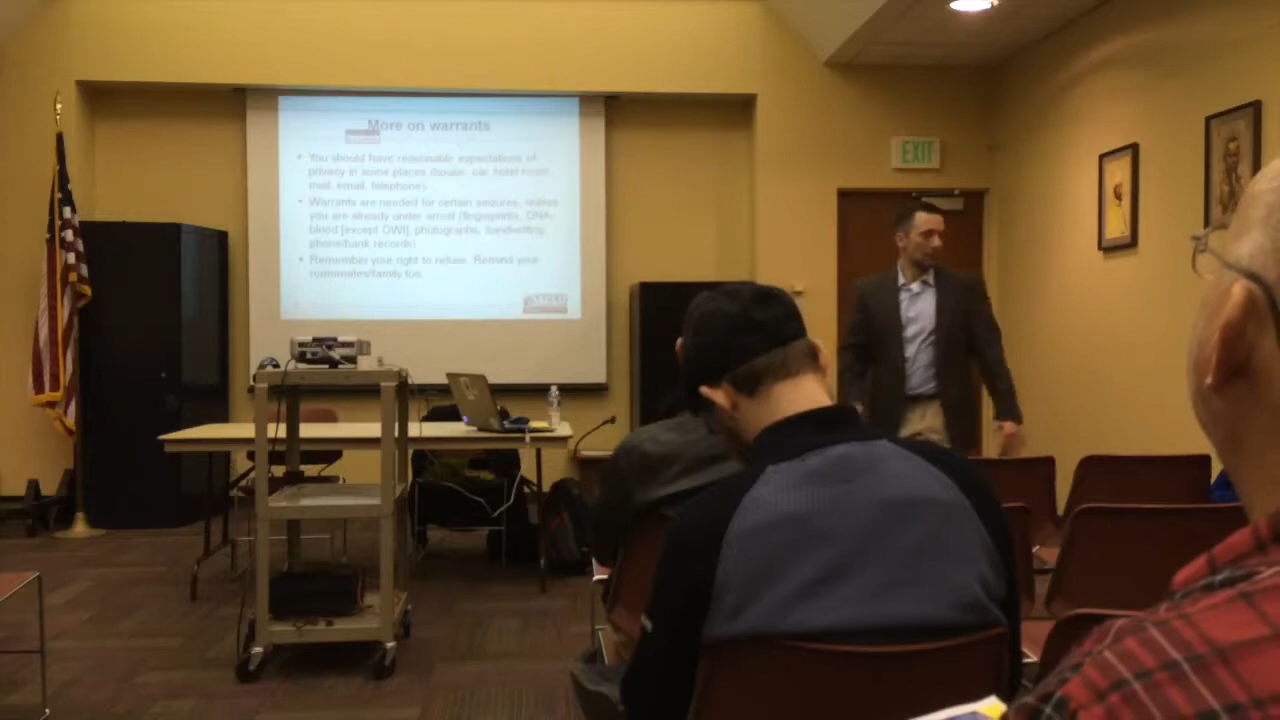 More on warrants
• You should have reasonable expectations of
privacy in some places (house, car, hotel room,
mail, email, telephone).
• Warrants are needed for certain seizures, unless
you are already under arrest (fingerprints, DNA,
blood [except OWI], photographs, handwriting,
phone/bank records)
• Remember your right to refuse. Remind your
roommates/family too.
ACLU
EXIT